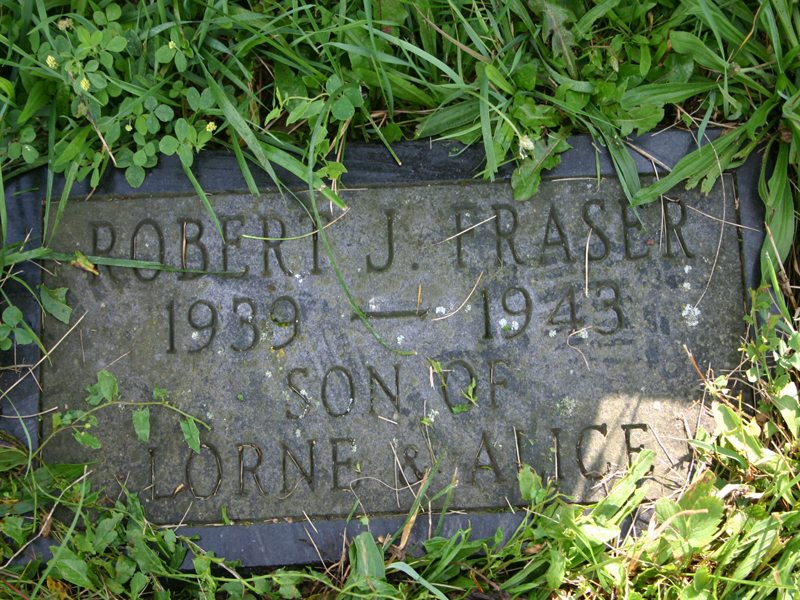 ROBERT J. FRASER
1939 — 1943
SON OF
LORNE & ALICE